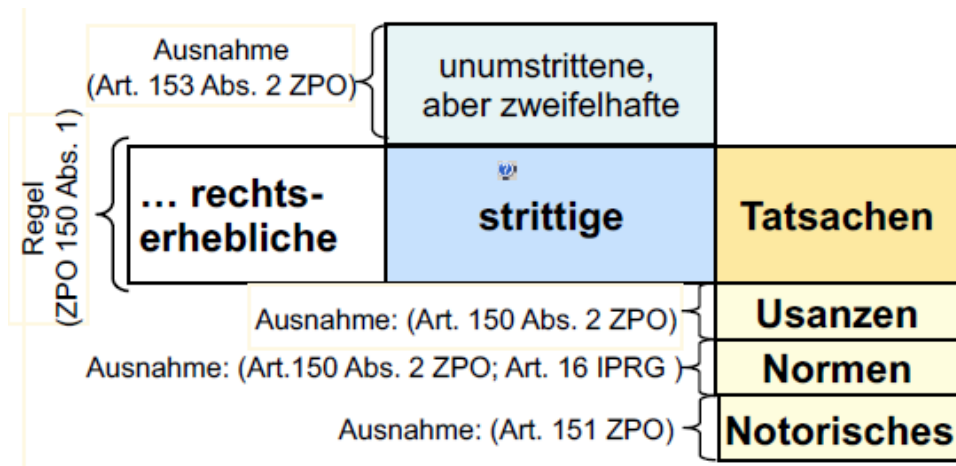 Ausnahme
(Art. 153 Abs. 2 ZPO)
unumstrittene,
aber zweifelhafte
Regel
(ZPO 150 Abs. 1)
... rechts-
erhebliche
strittige
Tatsachen
Ausnahme: (Art. 150 Abs. 2 ZPO)
Usanzen
Ausnahme: (Art.150 Abs. 2 ZPO; Art. 16 IPRG )
Normen
Ausnahme: (Art. 151 ZPO)
Notorisches